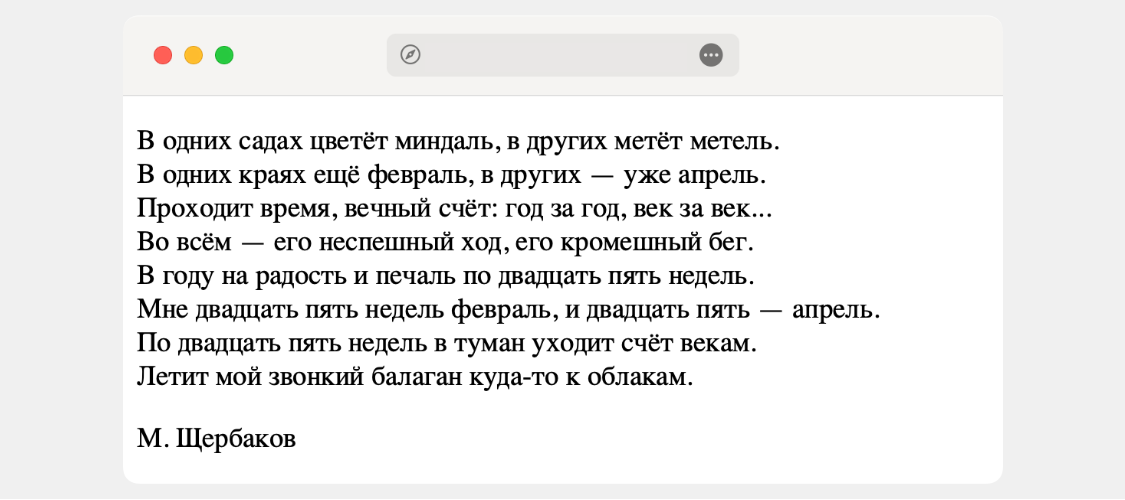 В одних садах цветёт миндаль, в других метёт метель.
В одних краях ещё февраль, в других — уже апрель.
Проходит время, вечный счёт: год за год, век за век...
Во всём — его неспешный ход, его кромешный бег.
В году на радость и печаль по двадцать пять недель.
Мне двадцать пять недель февраль, и двадцать пять — апрель.
По двадцать пять недель в туман уходит счёт векам.
Летит мой звонкий балаган куда-то к облакам.
М. Щербаков